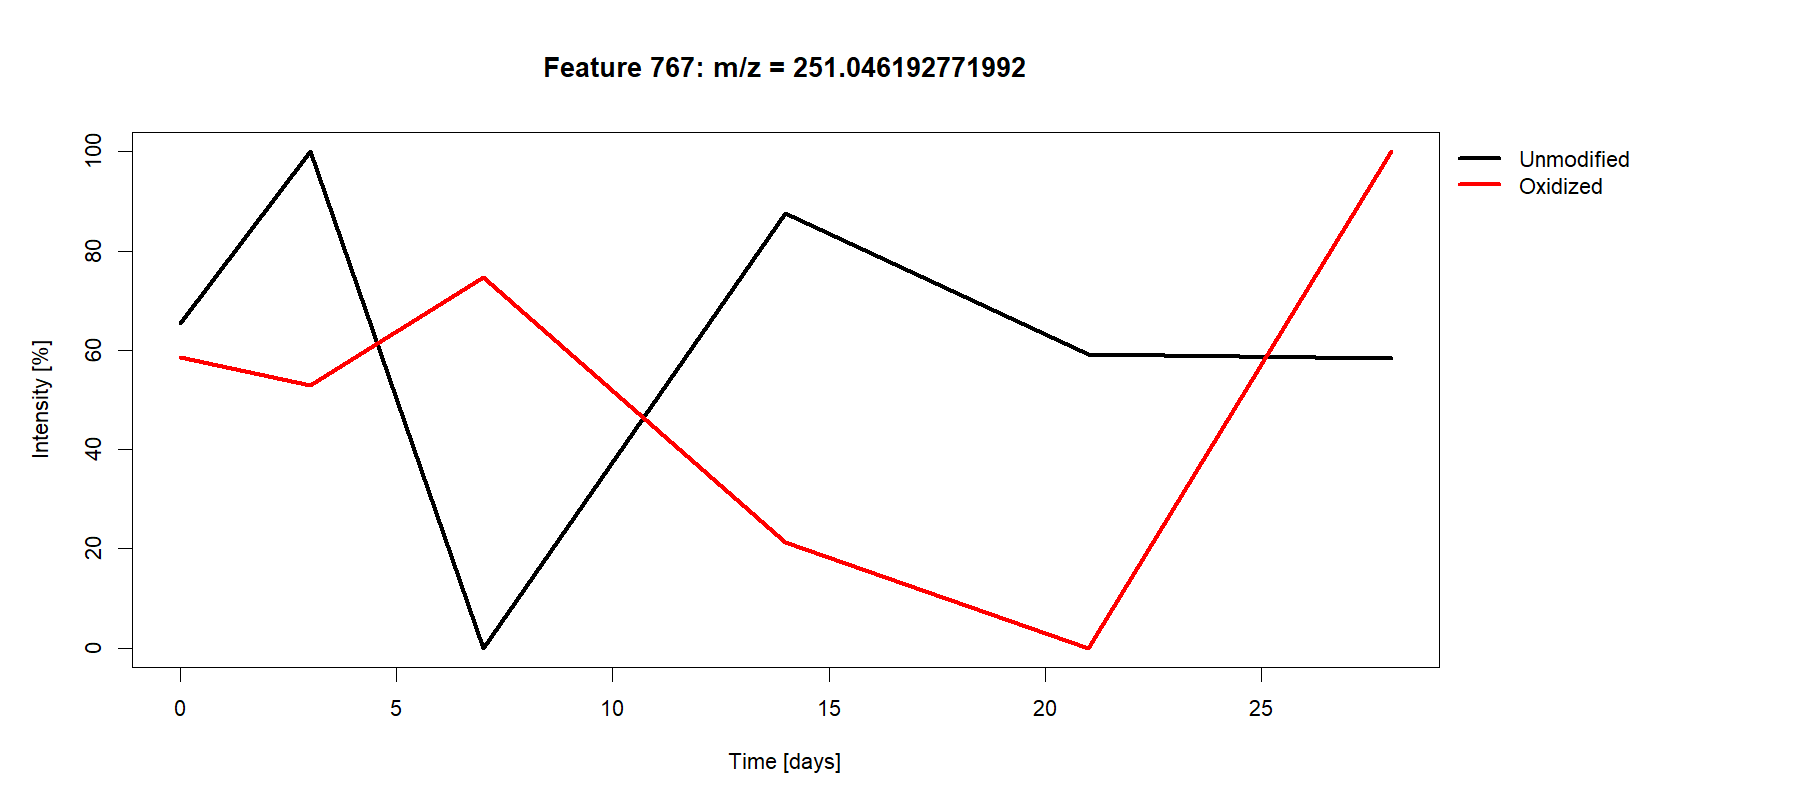 Feature 767: m/z = 251.046192771992
Unmodified
Oxidized
Intensity [%]
100
80
60
40
20
0
0 5 10 15 20 25
Time [days]